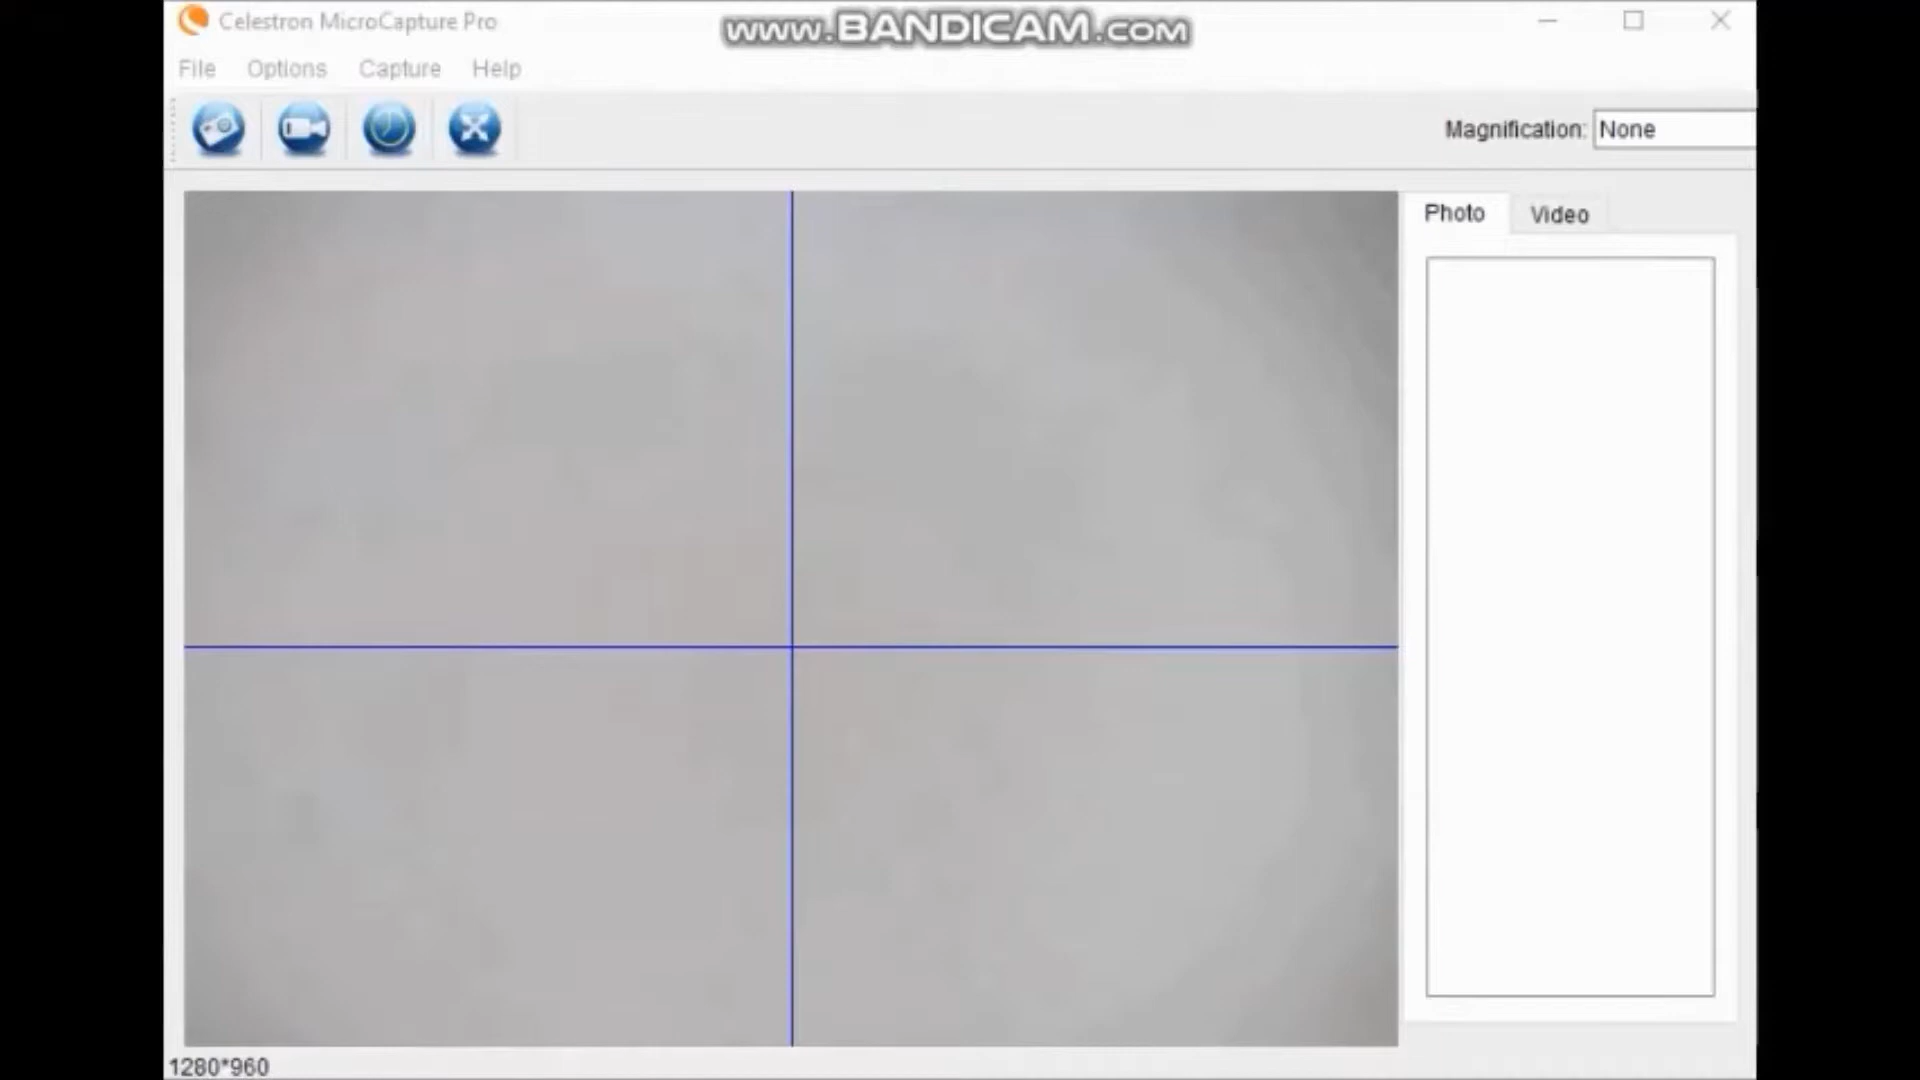 Celestron MicroCapture Pro
www.BANDICAM.com
File Options Capture Help
Magnification: None
Photo Video
1280*960